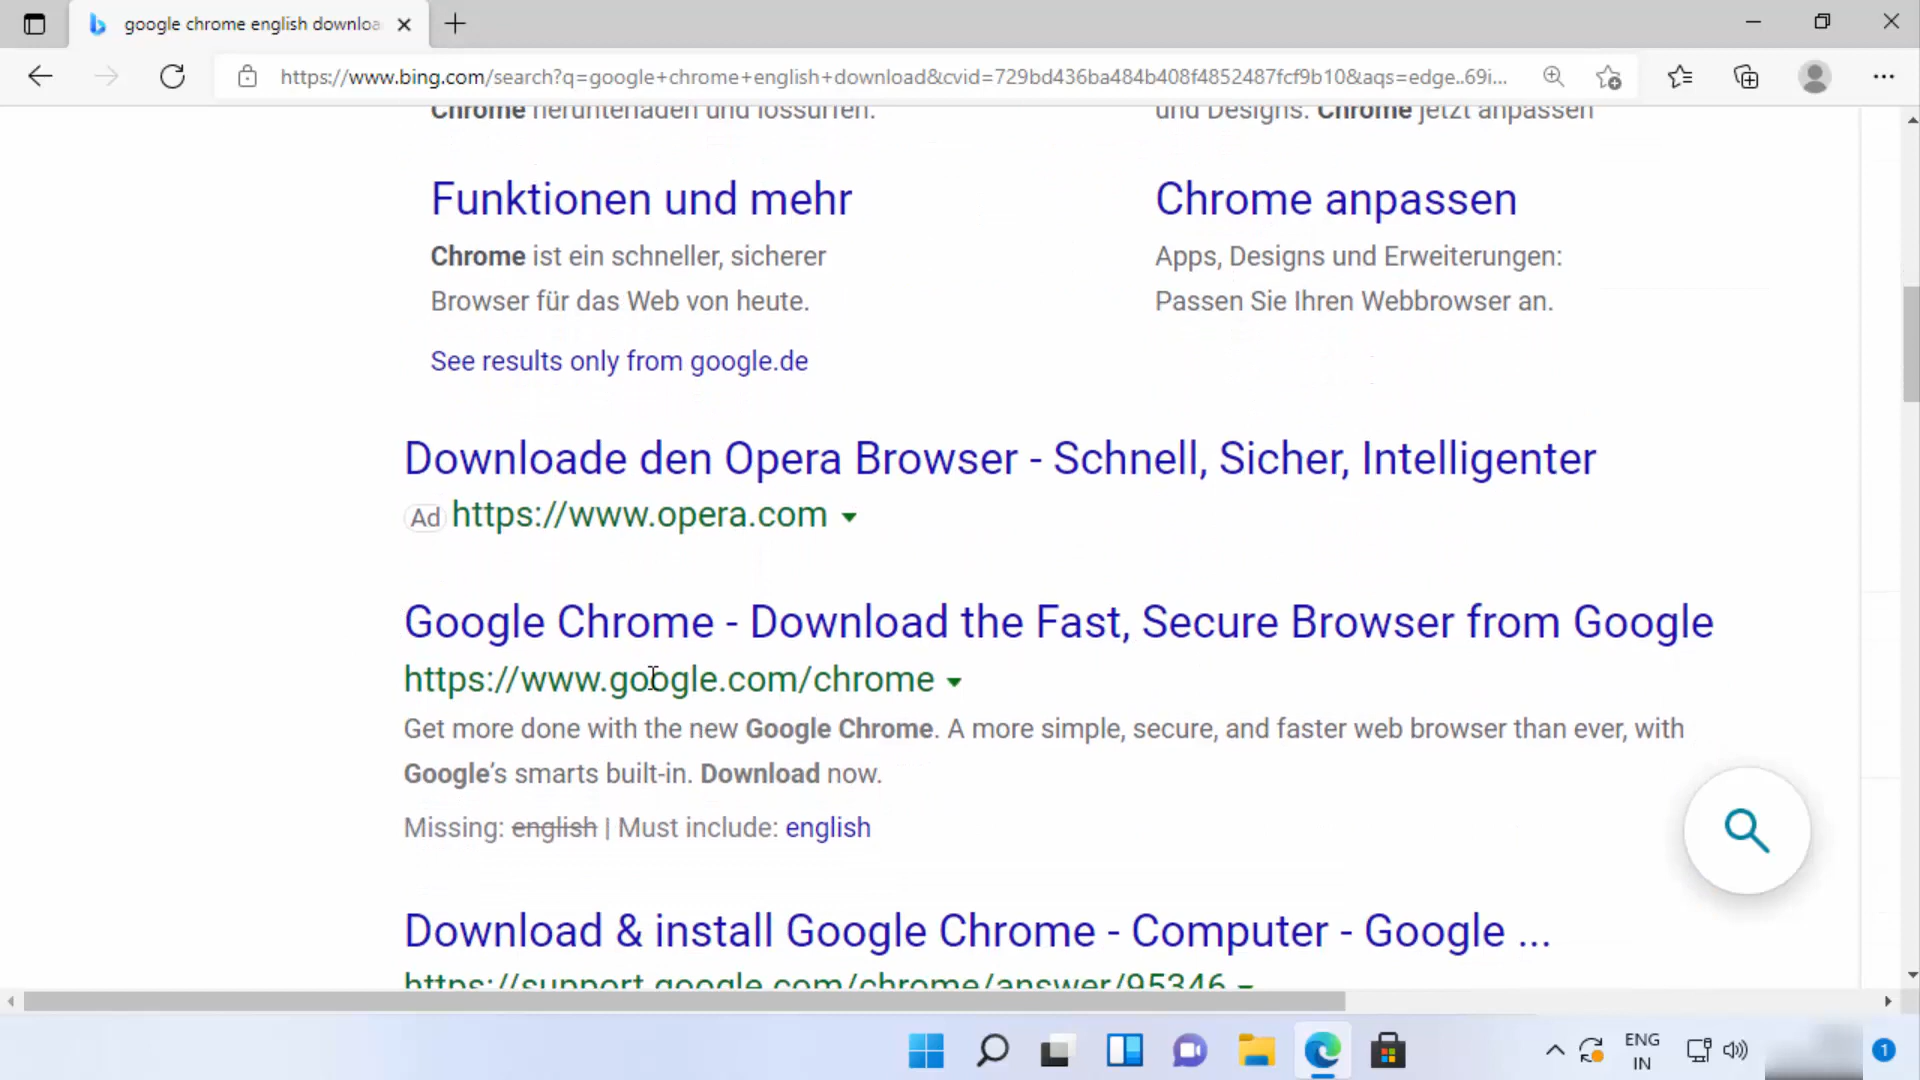 google chrome english downloa
https://www.bing.com/search?q=google+chrome+english+download&cvid=729bd436ba484b408f4852487fcf9b10&aqs=edge..69i...
Chrome herunterladen und lossurfen.
und Designs. Chrome jetzt anpassen
Funktionen und mehr
Chrome ist ein schneller, sicherer
Browser für das Web von heute.
Chrome anpassen
Apps, Designs und Erweiterungen:
Passen Sie Ihren Webbrowser an.
See results only from google.de
Downloade den Opera Browser - Schnell, Sicher, Intelligenter
Ad https://www.opera.com
Google Chrome - Download the Fast, Secure Browser from Google
https://www.google.com/chrome
Get more done with the new Google Chrome. A more simple, secure, and faster web browser than ever, with
Google's smarts built-in. Download now.
Missing: english | Must include: english
Download & install Google Chrome - Computer - Google ...
https://support.google.com/chrome/answer/95346
ENG
IN
1